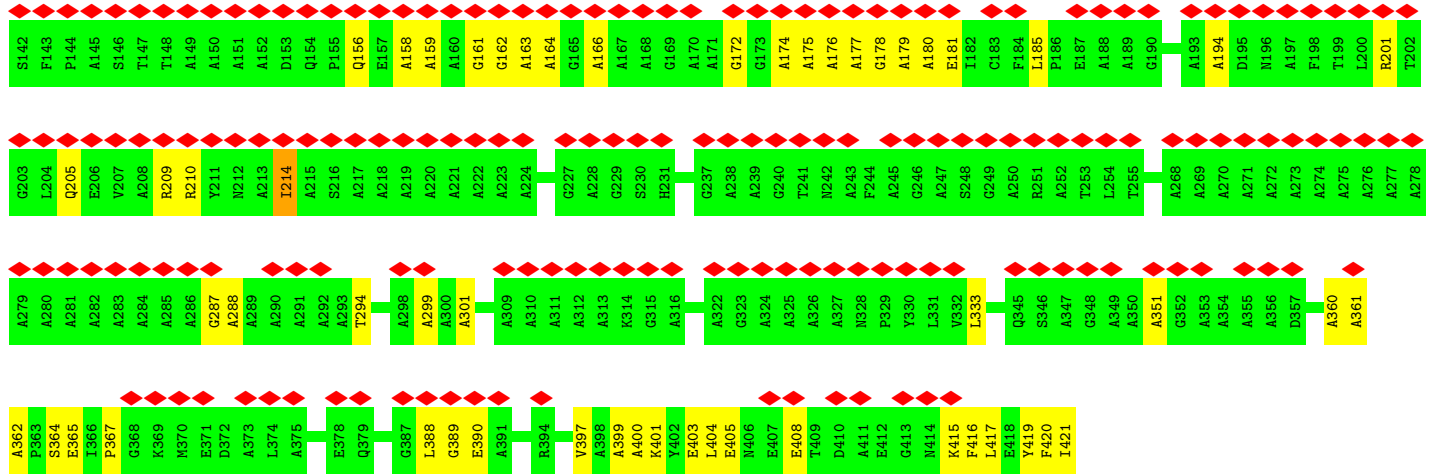 S142 F143 P144 A145 S146 T147 T148 A149 A150 A151 A152 D153 Q154 P155 Q156 E157 A158 A159 A160 G161 G162 A163 A164 G165 A166 A167 A168 G169 A170 A171 G172 G173 A174 A175 A176 A177 G178 A179 A180 E181 I182 C183 F184 L185 P186 E187 A188 A189 G190 A193 A194 D195 N196 A197 F198 T199 L200 R201 T202
G203 L204 Q205 E206 V207 A208 R209 R210 Y211 N212 A213 I214 A215 S216 A217 A218 A219 A220 A221 A222 A223 A224 G227 A228 G229 S230 H231 G237 A238 A239 G240 T241 N242 A243 F244 A245 G246 A247 S248 G249 A250 R251 A252 T253 L254 T255 A268 A269 A270 A271 A272 A273 A274 A275 A276 A277 A278
A279 A280 A281 A282 A283 A284 A285 A286 G287 A288 A289 A290 A291 A292 A293 T294 A298 A299 A300 A301 A309 A310 A311 A312 A313 K314 G315 A316 A322 G323 A324 A325 A326 A327 N328 P329 Y330 L331 V332 L333 Q345 S346 A347 G348 A349 A350 A351 G352 A353 A354 A355 A356 D357 A360 A361
A362 P363 S364 E365 I366 P367 G368 K369 M370 E371 D372 A373 L374 A375 E378 Q379 G387 L388 G389 E390 A391 R394 V397 A398 A399 A400 K401 Y402 E403 L404 E405 N406 E407 E408 T409 D410 A411 E412 G413 N414 K415 F416 L417 E418 Y419 F420 I421